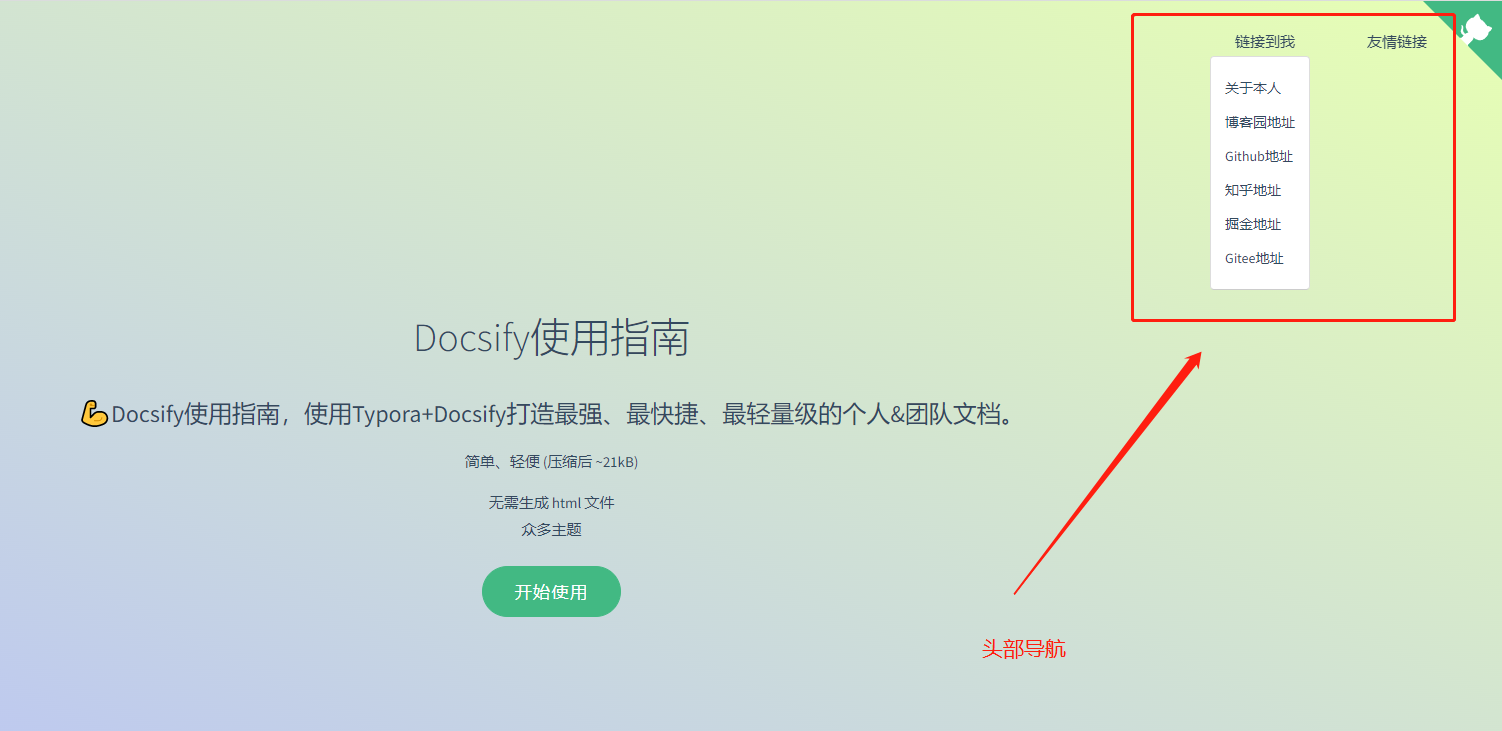 链接到我 友情链接
关于本人
博客园地址
Github地址
知乎地址
掘金地址
Gitee地址
Docsify使用指南
💪Docsify使用指南，使用Typora+Docsify打造最强、最快捷、最轻量级的个人&团队文档。
简单、轻便 (压缩后 ~21kB)
无需生成 html 文件
众多主题
开始使用
头部导航